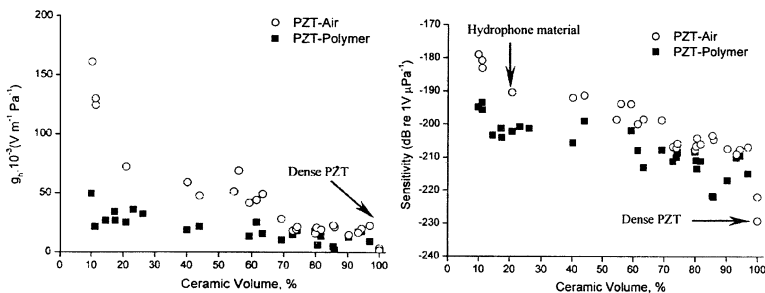 200
150
100
50
0
g_h·10⁻³(V m⁻¹ Pa⁻¹)
PZT-Air
PZT-Polymer
Dense PZT
0 10 20 30 40 50 60 70 80 90 100
Ceramic Volume, %
-170
-180
-190
-200
-210
-220
-230
-240
Sensitivity (dB re 1V μPa⁻¹)
Hydrophone material
PZT-Air
PZT-Polymer
Dense PZT
0 10 20 30 40 50 60 70 80 90 100
Ceramic Volume, %